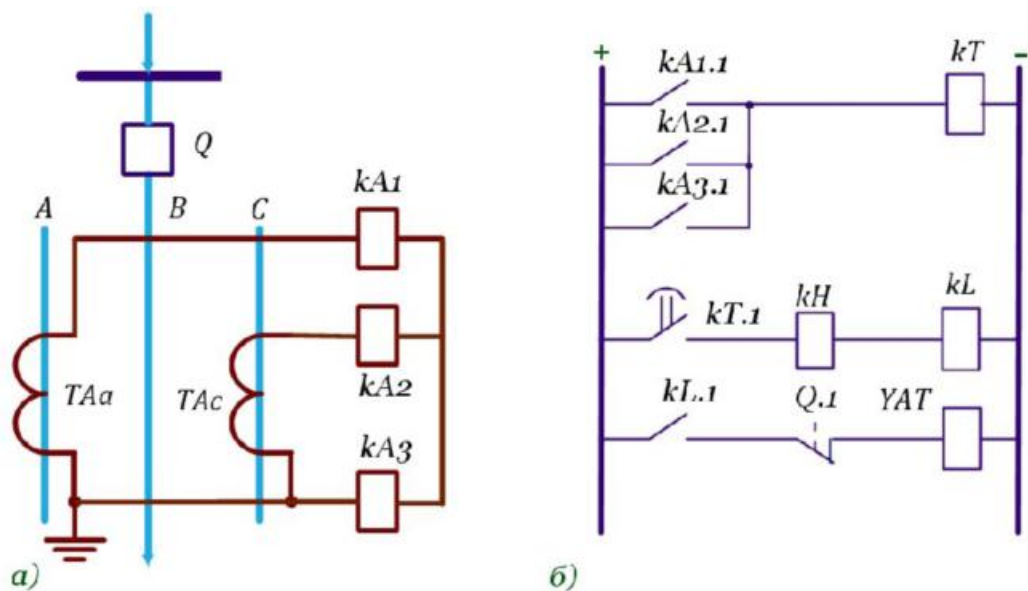 Q
A
B
C
kA1
TAa
TAc
kA2
kA3
а)
+
-
kA1.1
kT
kA2.1
kA3.1
kT.1
kH
kL
kL.1
Q.1
YAT
б)